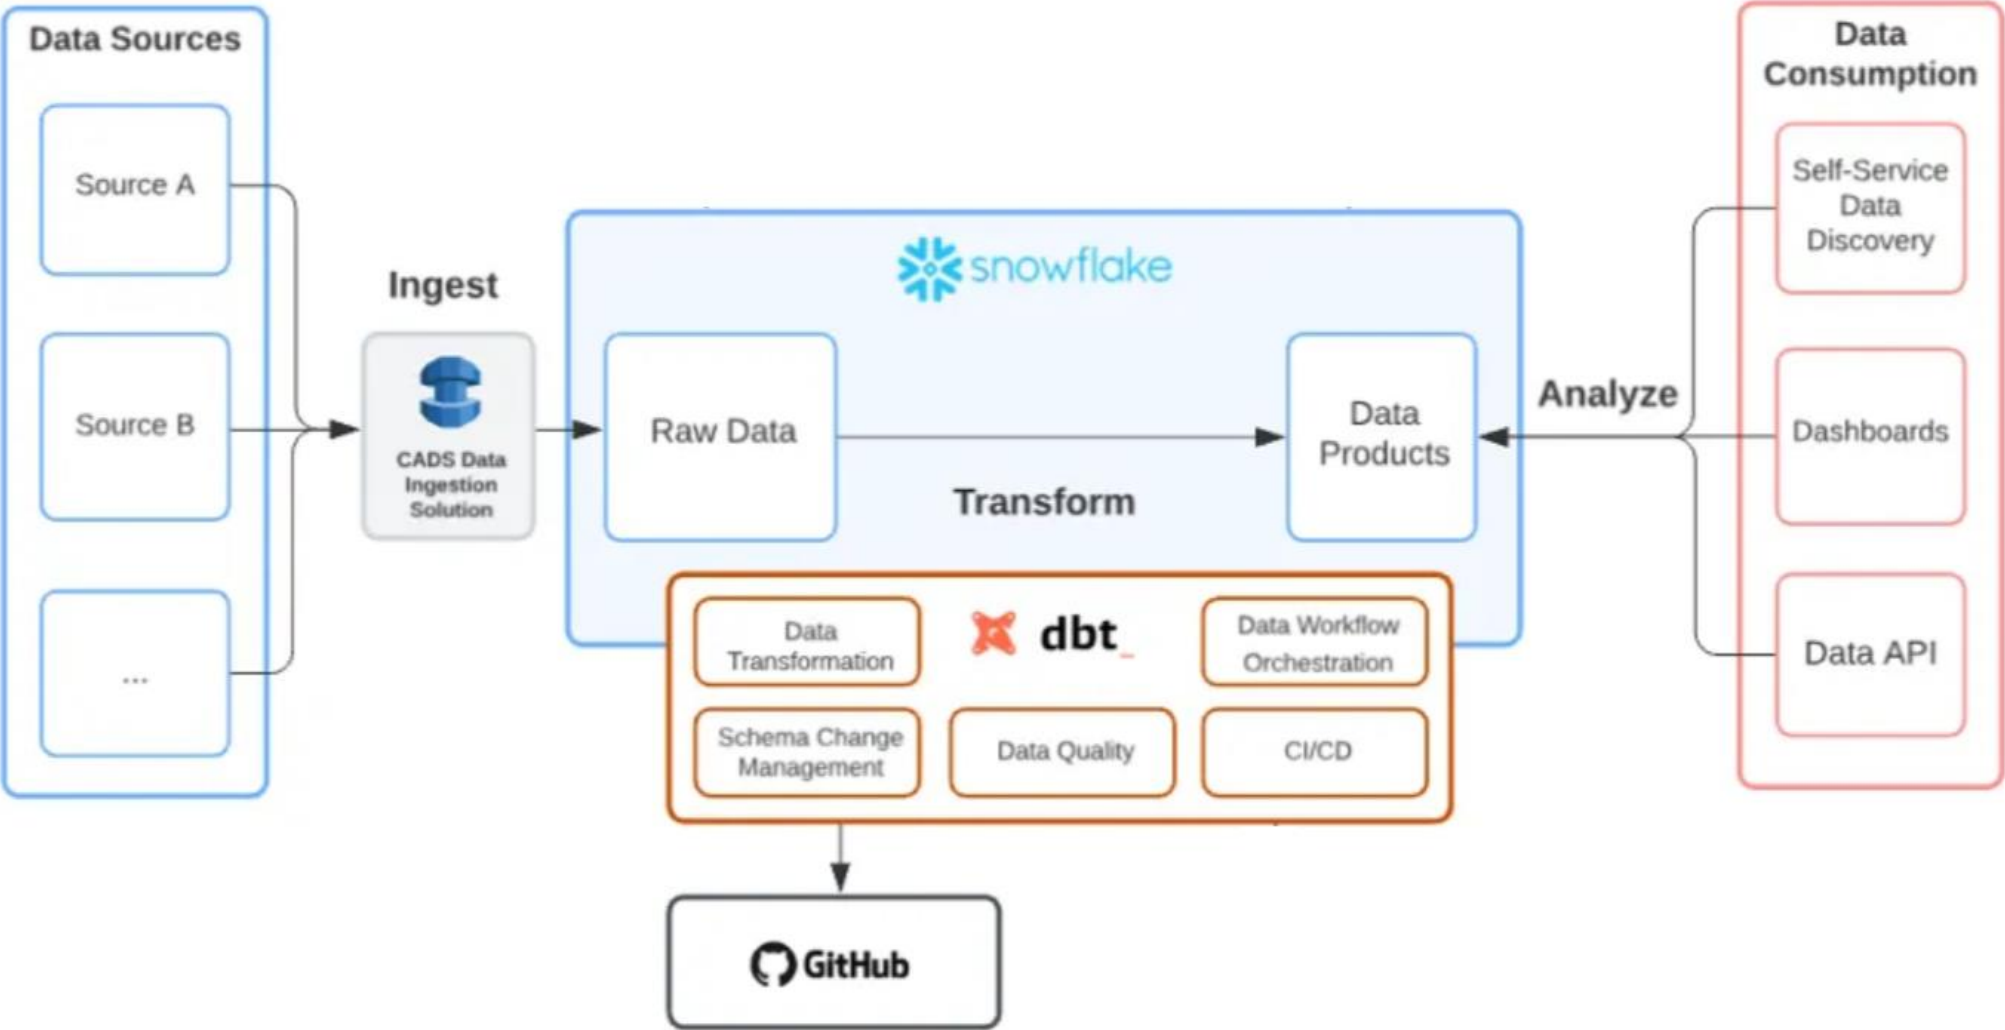 Data Sources
Source A
Source B
...
Ingest
CADS Data
Ingestion
Solution
snowflake
Raw Data
Transform
Data
Products
dbt_
Data
Transformation
Data Workflow
Orchestration
Schema Change
Management
Data Quality
CI/CD
GitHub
Analyze
Data
Consumption
Self-Service
Data
Discovery
Dashboards
Data API